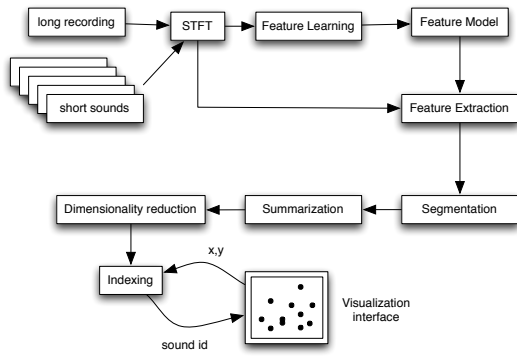 long recording
STFT
Feature Learning
Feature Model
short sounds
Feature Extraction
Dimensionality reduction
Summarization
Segmentation
x,y
Indexing
Visualization
interface
sound id